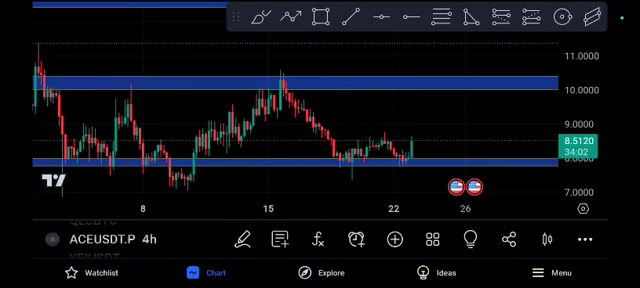 11.0000
10.0000
9.0000
8.5120
34:02
8.0000
7.0000
8 15 22 26
ACEUSDT.P 4h
Watchlist Chart Explore Ideas Menu